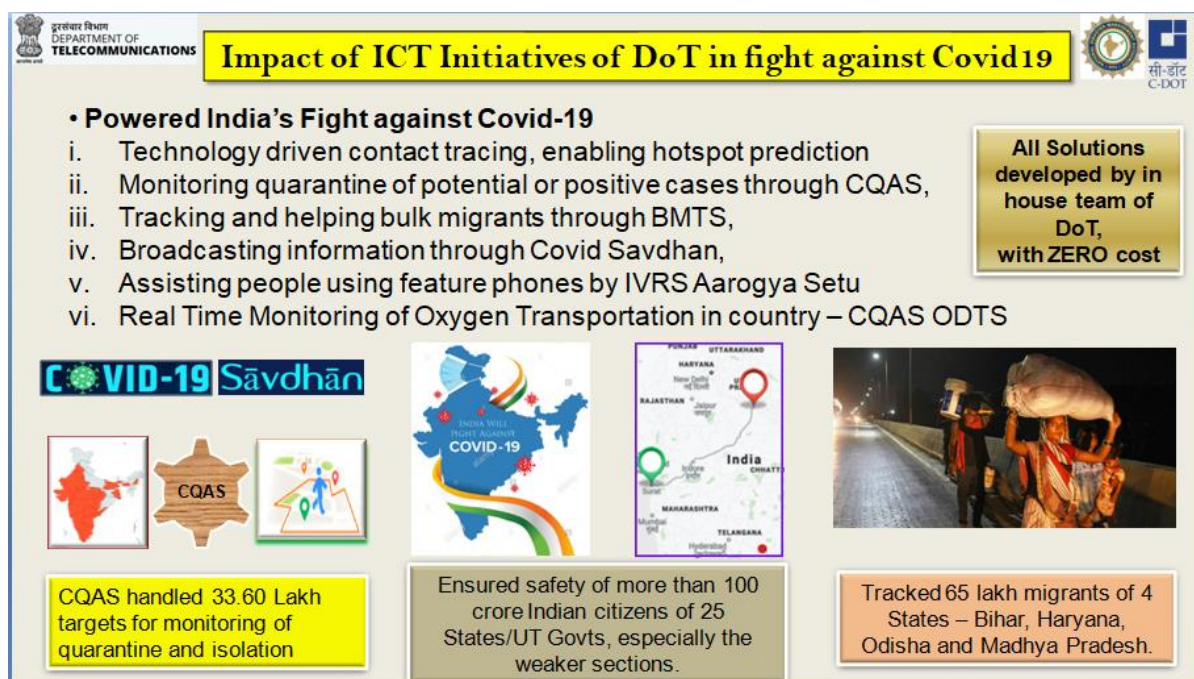 दूरसंचार विभाग
DEPARTMENT OF
TELECOMMUNICATIONS
Impact of ICT Initiatives of DoT in fight against Covid19
सी-डॉट
C-DOT
• Powered India's Fight against Covid-19
i. Technology driven contact tracing, enabling hotspot prediction
ii. Monitoring quarantine of potential or positive cases through CQAS,
iii. Tracking and helping bulk migrants through BMTS,
iv. Broadcasting information through Covid Savdhan,
v. Assisting people using feature phones by IVRS Aarogya Setu
vi. Real Time Monitoring of Oxygen Transportation in country – CQAS ODTS
All Solutions
developed by in
house team of
DoT,
with ZERO cost
COVID-19 Sāvdhān
CQAS
INDIA WILL
FIGHT AGAINST
COVID-19
PUNJAB UTTARAKHAND
HARYANA
New Delhi
RAJASTHAN
Jaipur
Indore
India
CHHATT
Surat
MAHARASHTRA
Mumbai
TELANGANA
Hyderabad
CQAS handled 33.60 Lakh
targets for monitoring of
quarantine and isolation
Ensured safety of more than 100
crore Indian citizens of 25
States/UT Govts, especially the
weaker sections.
Tracked 65 lakh migrants of 4
States – Bihar, Haryana,
Odisha and Madhya Pradesh.